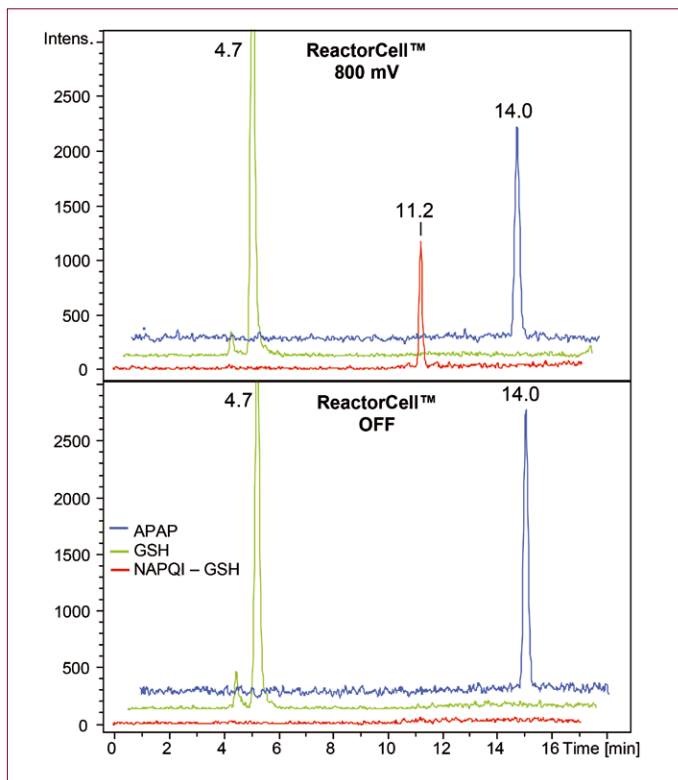 Intens.
4.7
ReactorCell™
800 mV
14.0
11.2
2500
2000
1500
1000
500
0
4.7
ReactorCell™
OFF
14.0
2500
2000
1500
1000
500
0
APAP
GSH
NAPQI – GSH
0 2 4 6 8 10 12 14 16 Time [min]